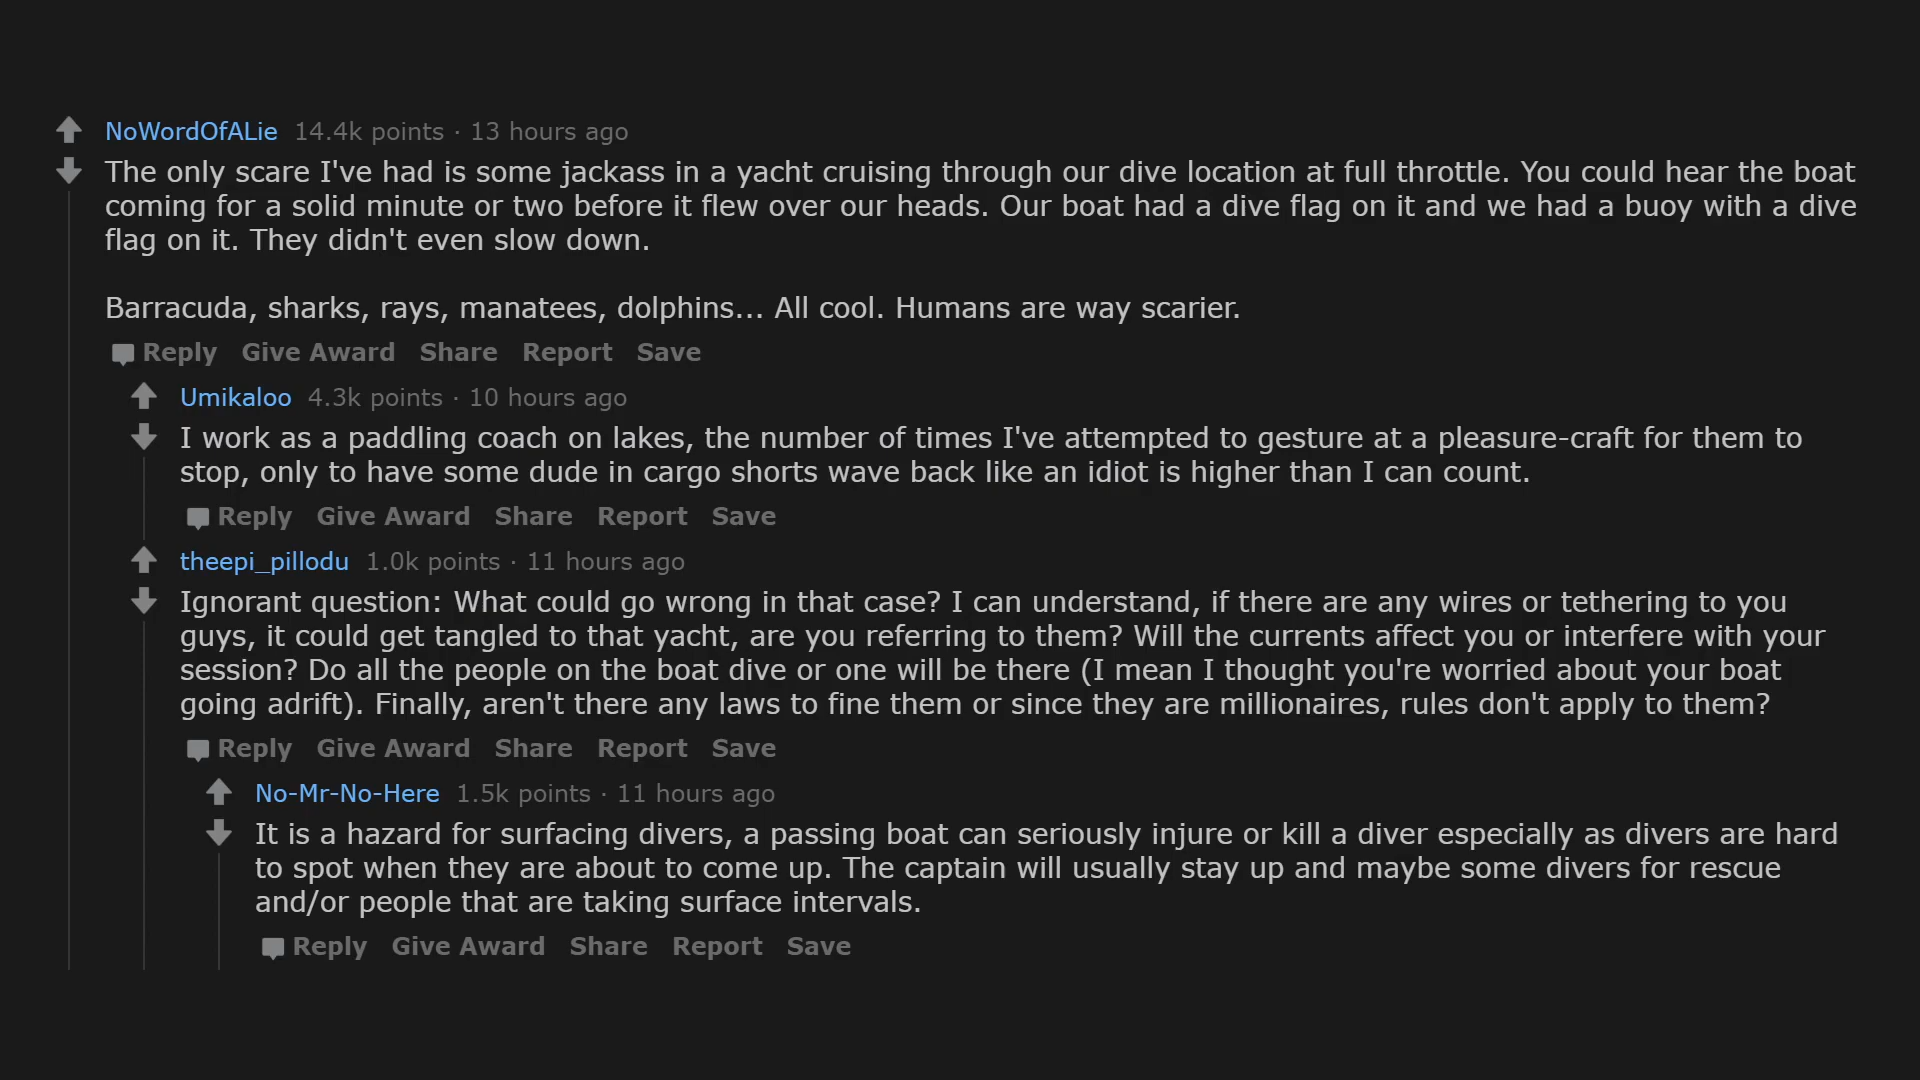 NoWordOfALie 14.4k points · 13 hours ago
The only scare I've had is some jackass in a yacht cruising through our dive location at full throttle. You could hear the boat
coming for a solid minute or two before it flew over our heads. Our boat had a dive flag on it and we had a buoy with a dive
flag on it. They didn't even slow down.
Barracuda, sharks, rays, manatees, dolphins... All cool. Humans are way scarier.
Reply Give Award Share Report Save
Umikaloo 4.3k points · 10 hours ago
I work as a paddling coach on lakes, the number of times I've attempted to gesture at a pleasure-craft for them to
stop, only to have some dude in cargo shorts wave back like an idiot is higher than I can count.
Reply Give Award Share Report Save
theepi_pillodu 1.0k points · 11 hours ago
Ignorant question: What could go wrong in that case? I can understand, if there are any wires or tethering to you
guys, it could get tangled to that yacht, are you referring to them? Will the currents affect you or interfere with your
session? Do all the people on the boat dive or one will be there (I mean I thought you're worried about your boat
going adrift). Finally, aren't there any laws to fine them or since they are millionaires, rules don't apply to them?
Reply Give Award Share Report Save
No-Mr-No-Here 1.5k points · 11 hours ago
It is a hazard for surfacing divers, a passing boat can seriously injure or kill a diver especially as divers are hard
to spot when they are about to come up. The captain will usually stay up and maybe some divers for rescue
and/or people that are taking surface intervals.
Reply Give Award Share Report Save